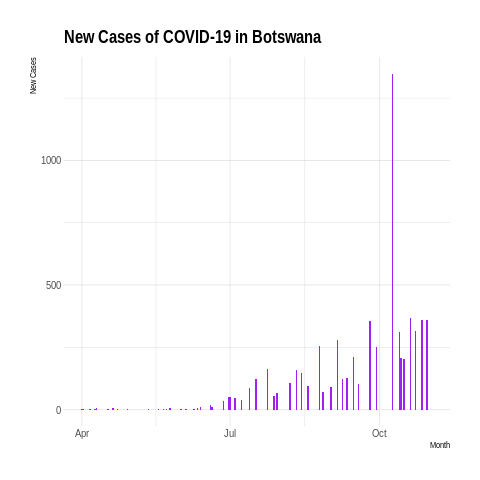 New Cases of COVID-19 in Botswana
New Cases
1000
500
0
Apr
Jul
Oct
Month